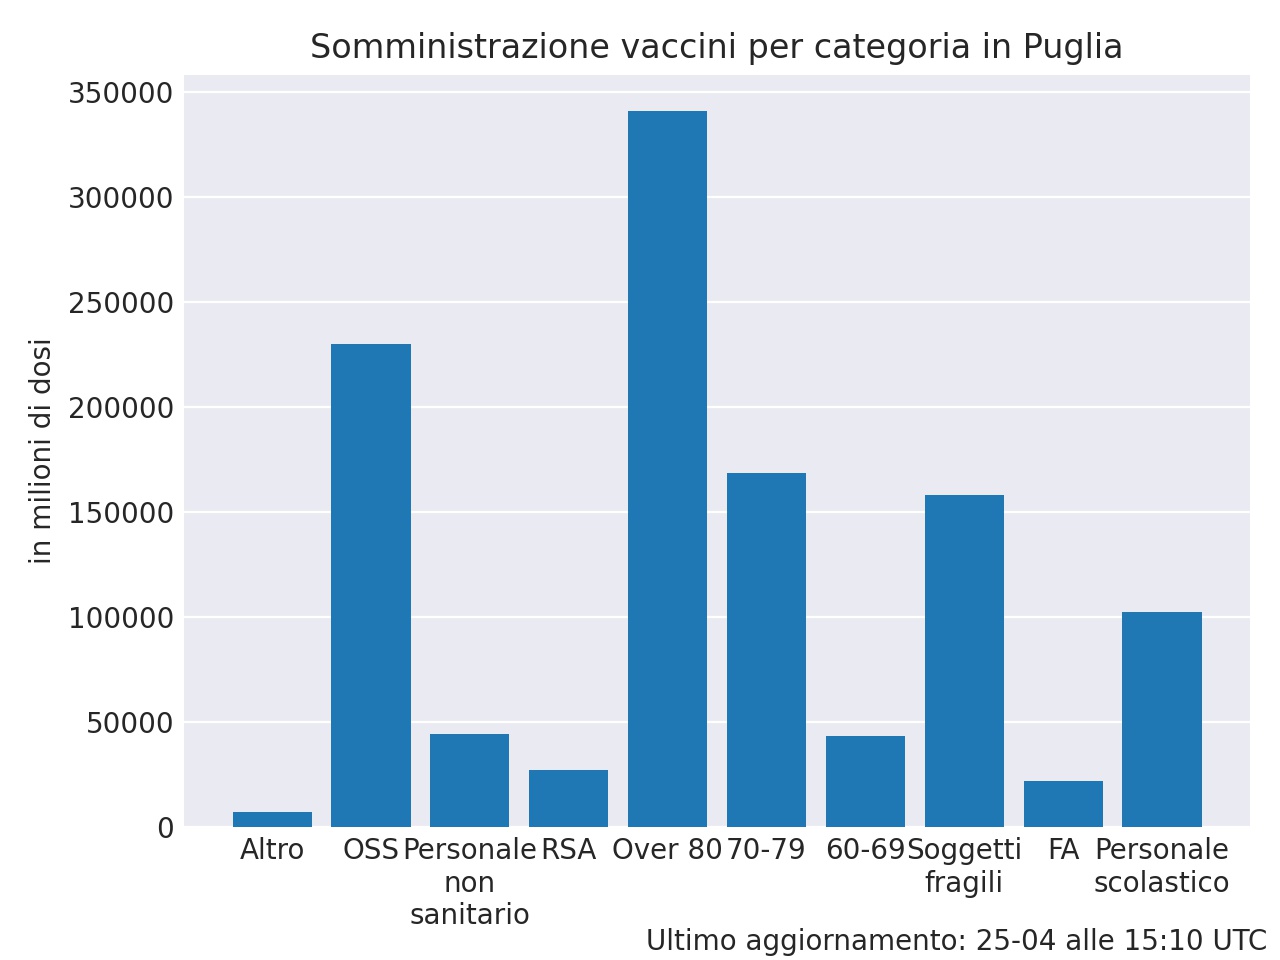 Somministrazione vaccini per categoria in Puglia
350000
300000
250000
200000
150000
100000
50000
0
in milioni di dosi
Altro
OSS
Personale
non
sanitario
RSA
Over 80
70-79
60-69
Soggetti
fragili
FA
Personale
scolastico
Ultimo aggiornamento: 25-04 alle 15:10 UTC